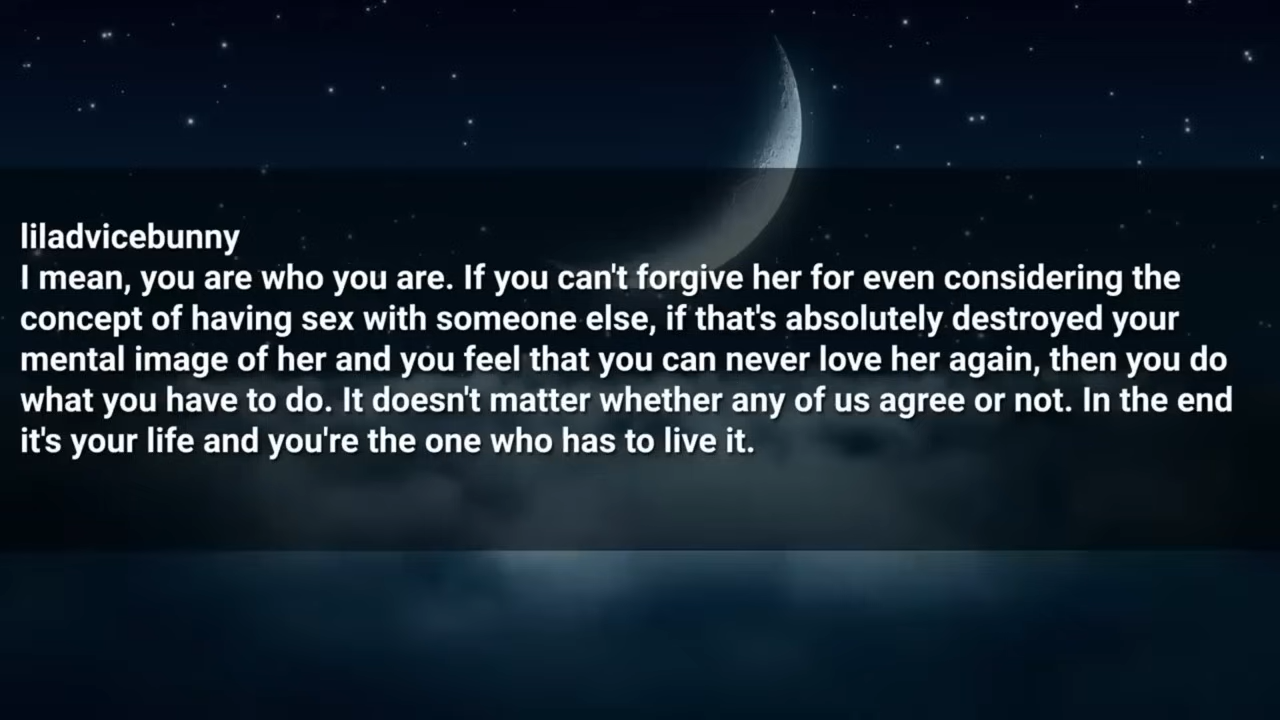 liladvicebunny
I mean, you are who you are. If you can't forgive her for even considering the
concept of having sex with someone else, if that's absolutely destroyed your
mental image of her and you feel that you can never love her again, then you do
what you have to do. It doesn't matter whether any of us agree or not. In the end
it's your life and you're the one who has to live it.